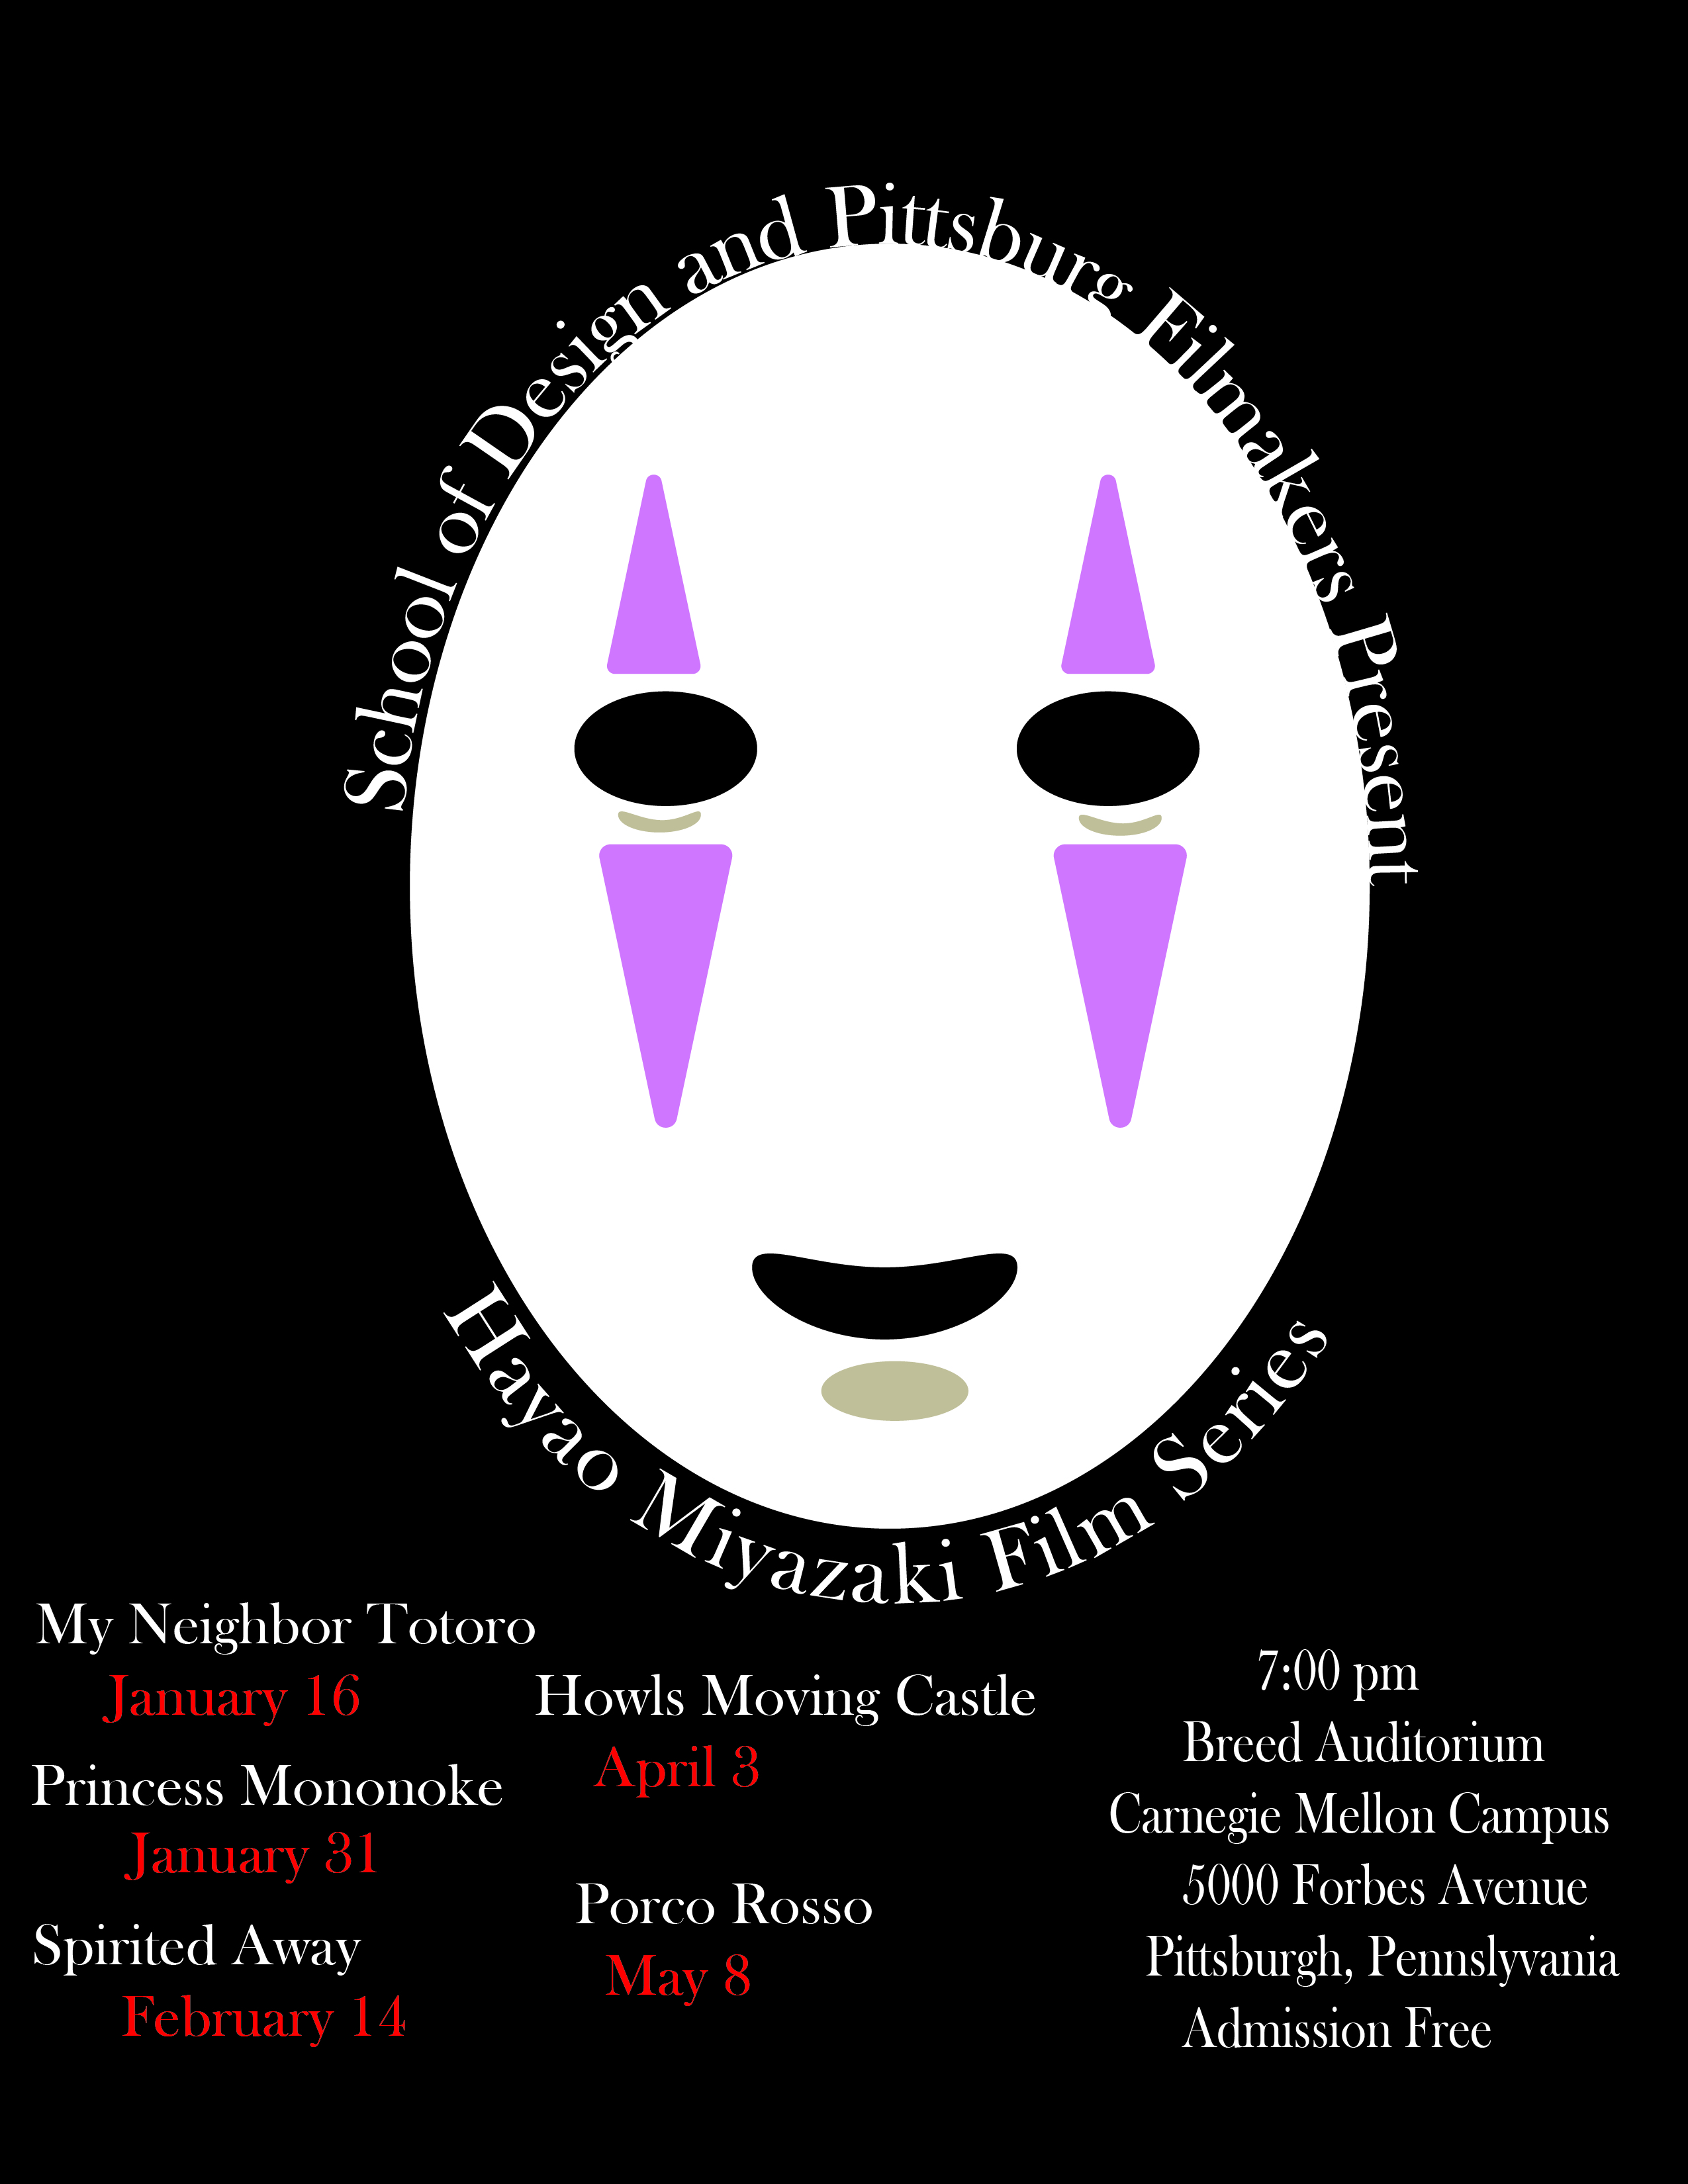 School of Design and Pittsburg Filmakers Present
Hayao Miyazaki Film Series
My Neighbor Totoro
January 16
Princess Mononoke
January 31
Spirited Away
February 14
Howls Moving Castle
April 3
Porco Rosso
May 8
7:00 pm
Breed Auditorium
Carnegie Mellon Campus
5000 Forbes Avenue
Pittsburgh, Pennslyvania
Admission Free